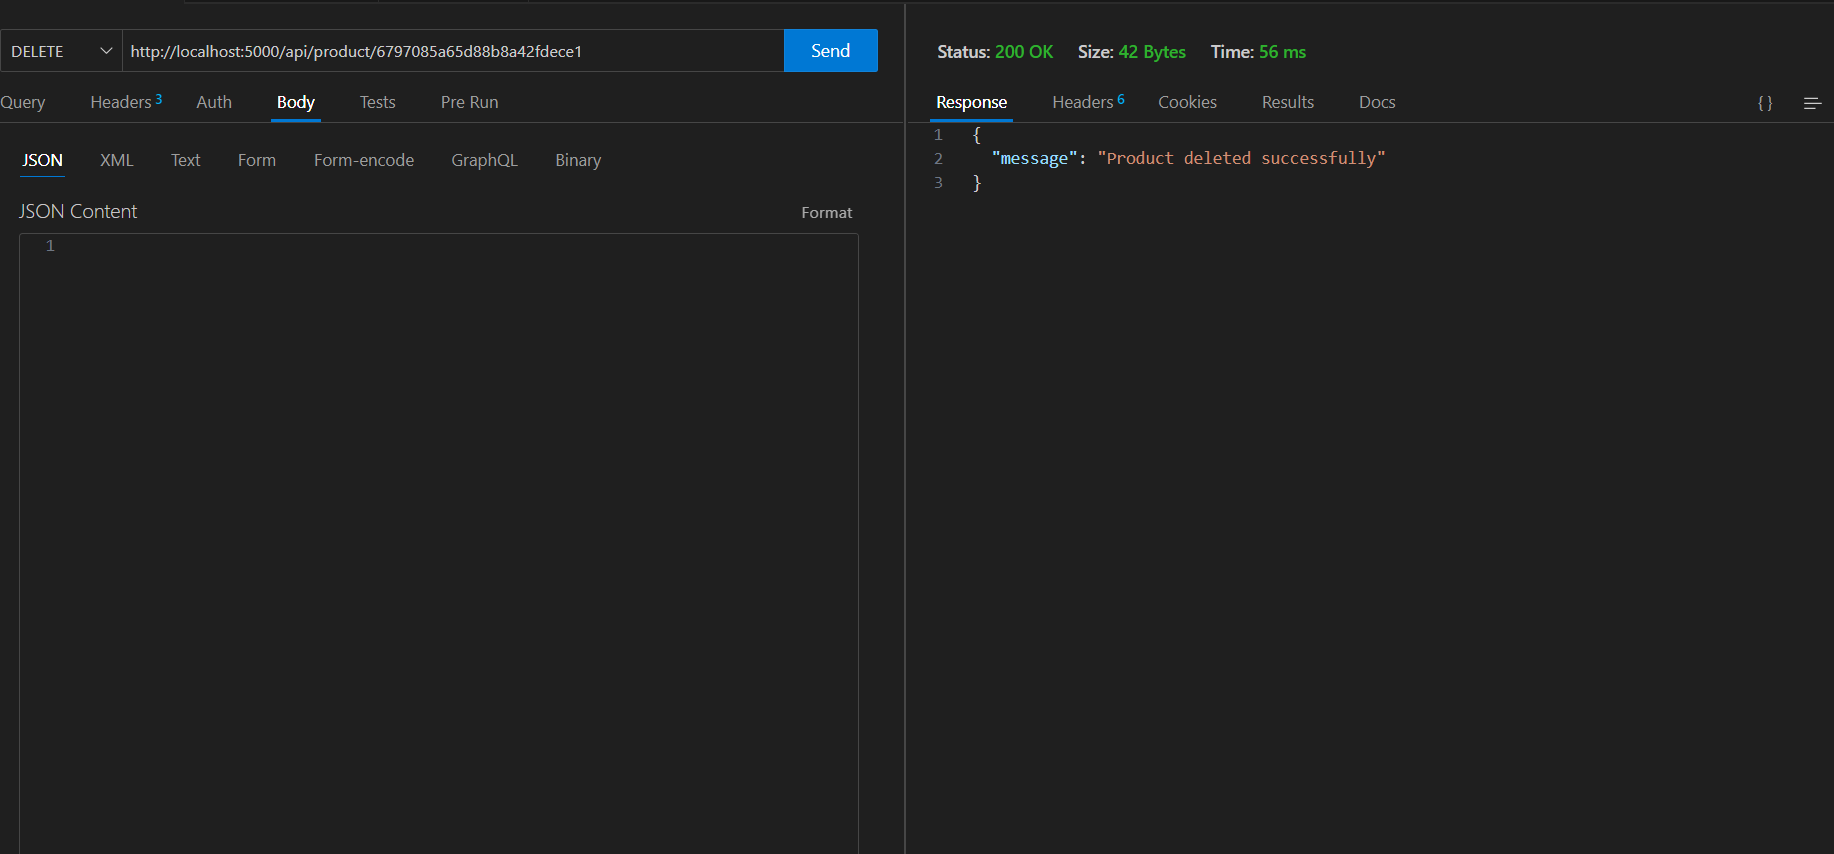 DELETE http://localhost:5000/api/product/6797085a65d88b8a42fdece1 Send
Query Headers 3 Auth Body Tests Pre Run
JSON XML Text Form Form-encode GraphQL Binary
JSON Content Format
1
Status: 200 OK Size: 42 Bytes Time: 56 ms
Response Headers 6 Cookies Results Docs {}
1 {
2 "message": "Product deleted successfully"
3 }